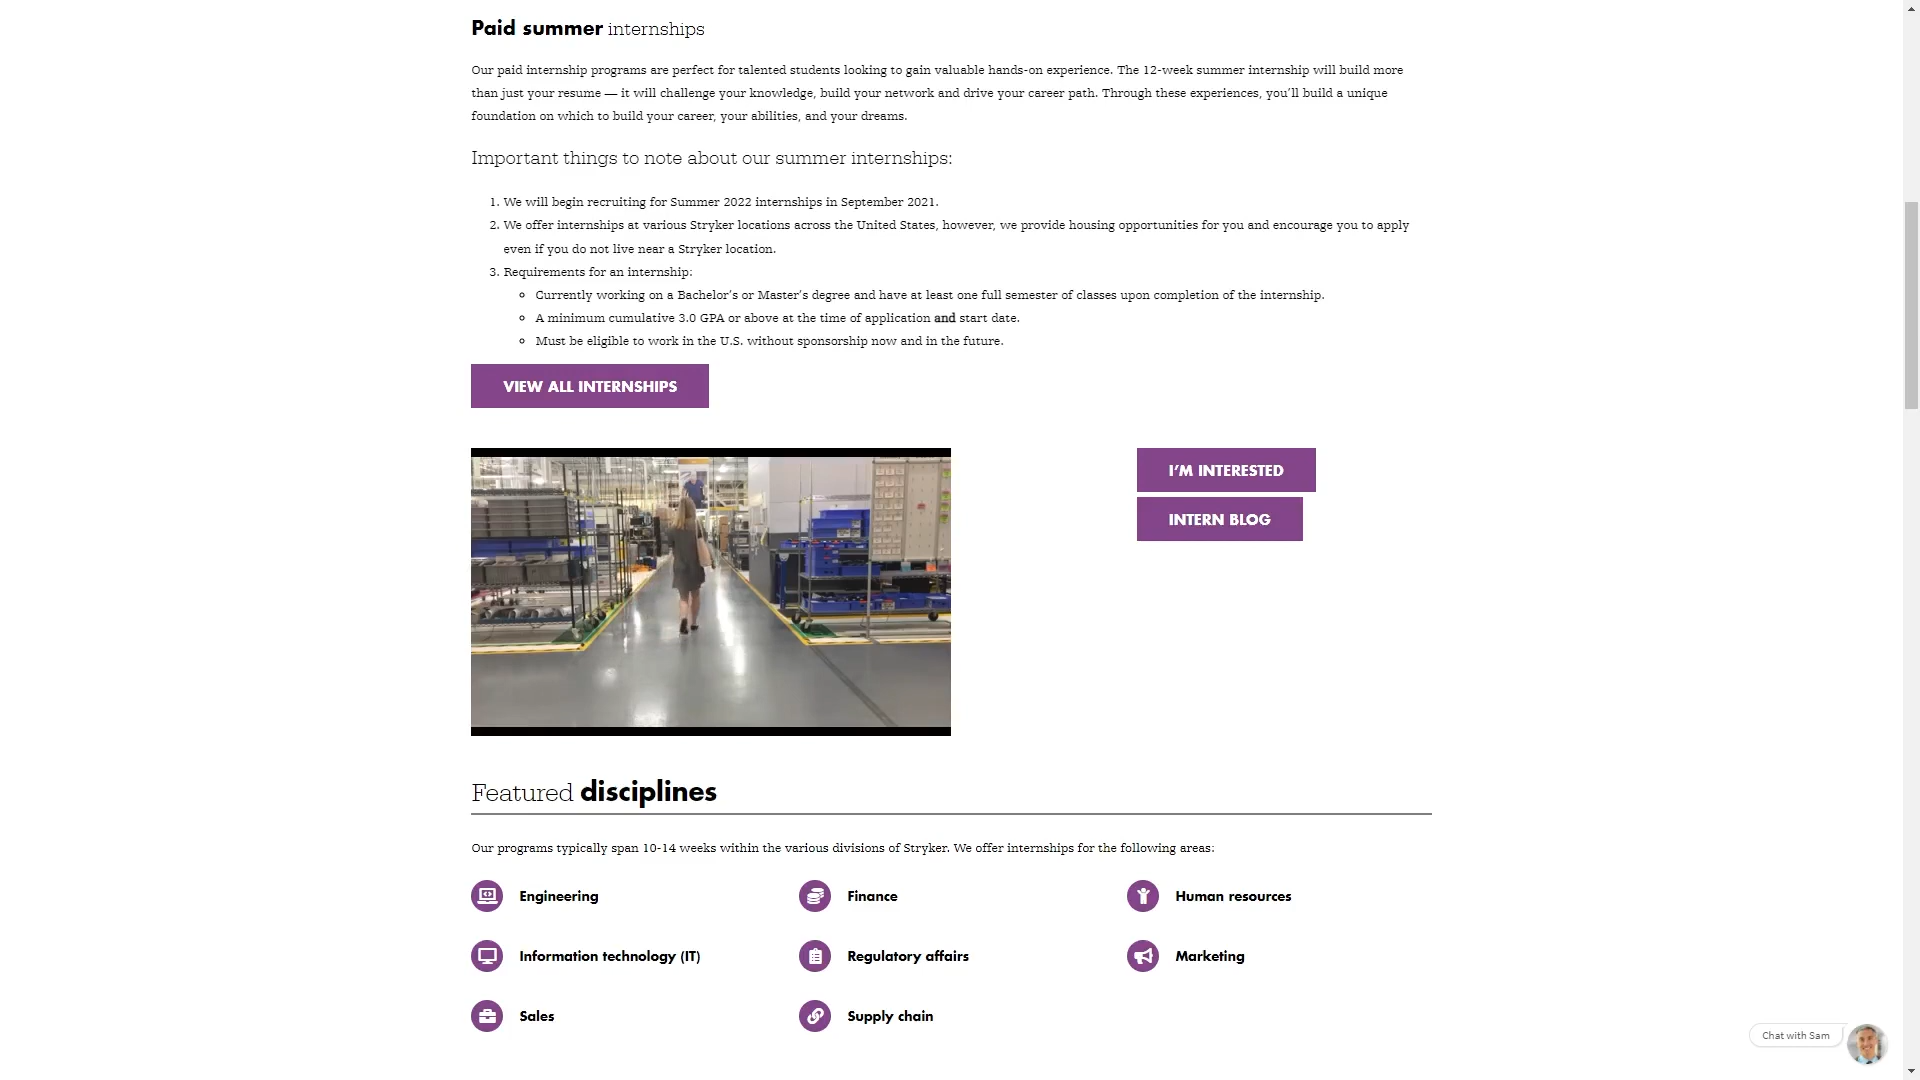 Paid summer internships
Our paid internship programs are perfect for talented students looking to gain valuable hands-on experience. The 12-week summer internship will build more
than just your resume — it will challenge your knowledge, build your network and drive your career path. Through these experiences, you’ll build a unique
foundation on which to build your career, your abilities, and your dreams.
Important things to note about our summer internships:
1. We will begin recruiting for Summer 2022 internships in September 2021.
2. We offer internships at various Stryker locations across the United States, however, we provide housing opportunities for you and encourage you to apply
even if you do not live near a Stryker location.
3. Requirements for an internship:
Currently working on a Bachelor’s or Master’s degree and have at least one full semester of classes upon completion of the internship.
A minimum cumulative 3.0 GPA or above at the time of application and start date.
Must be eligible to work in the U.S. without sponsorship now and in the future.
VIEW ALL INTERNSHIPS
I’M INTERESTED
INTERN BLOG
Featured disciplines
Our programs typically span 10-14 weeks within the various divisions of Stryker. We offer internships for the following areas:
Engineering
Finance
Human resources
Information technology (IT)
Regulatory affairs
Marketing
Sales
Supply chain
Chat with Sam